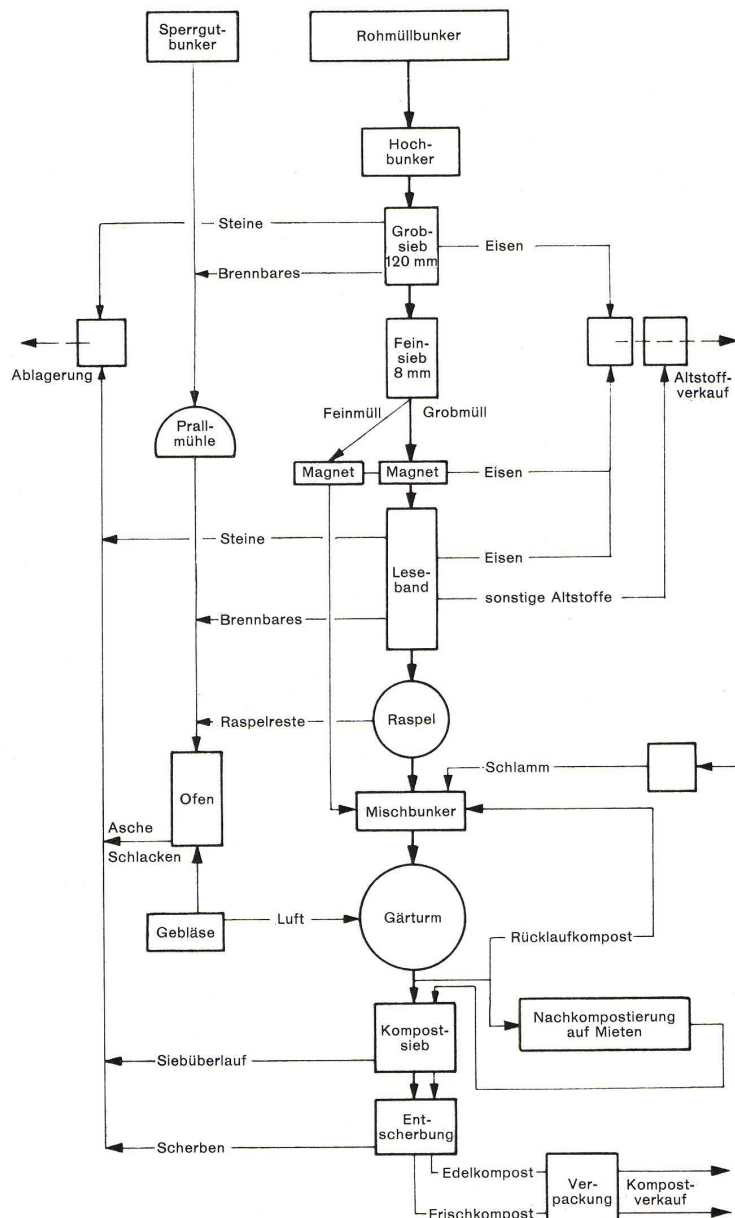 Sperrgut-
bunker
Rohmüllbunker
Hoch-
bunker
Steine
Grob-
sieb
120 mm
Eisen
Brennbares
Fein-
sieb
8 mm
Ablagerung
Altstoff-
verkauf
Feinmüll
Grobmüll
Prall-
mühle
Magnet
Magnet
Eisen
Steine
Lese-
band
Eisen
sonstige Altstoffe
Brennbares
Raspelreste
Raspel
Schlamm
Ofen
Mischbunker
Asche
Schlacken
Gebläse
Luft
Gärturm
Rücklaufkompost
Kompost-
sieb
Nachkompostierung
auf Mieten
Siebüberlauf
Ent-
scherbung
Scherben
Edelkompost
Ver-
packung
Kompost-
verkauf
Frischkompost